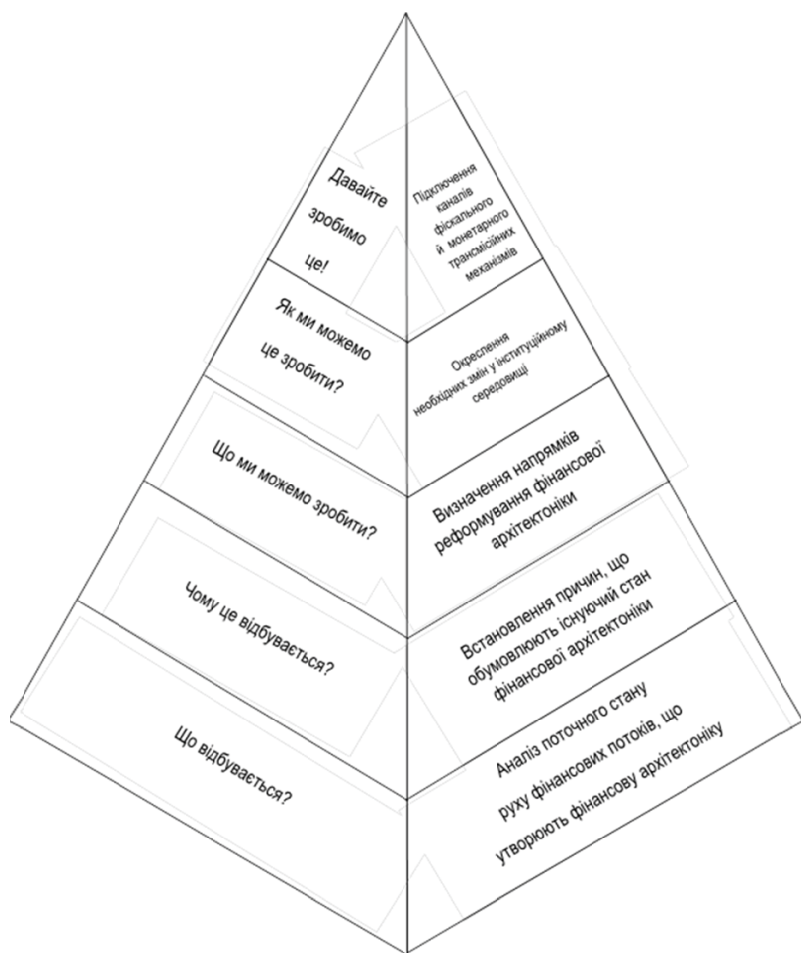 Давайте
зробимо
це!
Підключення
каналів
фіскального
й монетарного
трансмісійних
механізмів
Як ми можемо
це зробити?
Окреслення
необхідних змін у інституційному
середовищі
Що ми можемо зробити?
Визначення напрямків
реформування фінансової
архітектоніки
Чому це відбувається?
Встановлення причин, що
обумовлюють існуючий стан
фінансової архітектоніки
Що відбувається?
Аналіз поточного стану
руху фінансових потоків, що
утворюють фінансову архітектоніку